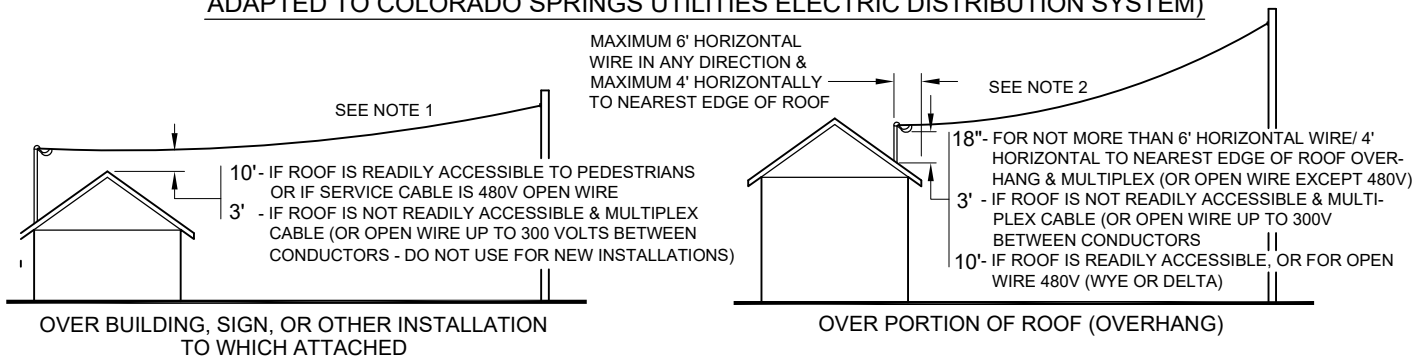 ADAPTED TO COLORADO SPRINGS UTILITIES ELECTRIC DISTRIBUTION SYSTEM)
SEE NOTE 1
10'- IF ROOF IS READILY ACCESSIBLE TO PEDESTRIANS
OR IF SERVICE CABLE IS 480V OPEN WIRE
3' - IF ROOF IS NOT READILY ACCESSIBLE & MULTIPLEX
CABLE (OR OPEN WIRE UP TO 300 VOLTS BETWEEN
CONDUCTORS - DO NOT USE FOR NEW INSTALLATIONS)
OVER BUILDING, SIGN, OR OTHER INSTALLATION
TO WHICH ATTACHED
MAXIMUM 6' HORIZONTAL
WIRE IN ANY DIRECTION &
MAXIMUM 4' HORIZONTALLY
TO NEAREST EDGE OF ROOF
SEE NOTE 2
18"- FOR NOT MORE THAN 6' HORIZONTAL WIRE/ 4'
HORIZONTAL TO NEAREST EDGE OF ROOF OVER-
HANG & MULTIPLEX (OR OPEN WIRE EXCEPT 480V)
3' - IF ROOF IS NOT READILY ACCESSIBLE & MULTI-
PLEX CABLE (OR OPEN WIRE UP TO 300V
BETWEEN CONDUCTORS
10'- IF ROOF IS READILY ACCESSIBLE, OR FOR OPEN
WIRE 480V (WYE OR DELTA)
OVER PORTION OF ROOF (OVERHANG)